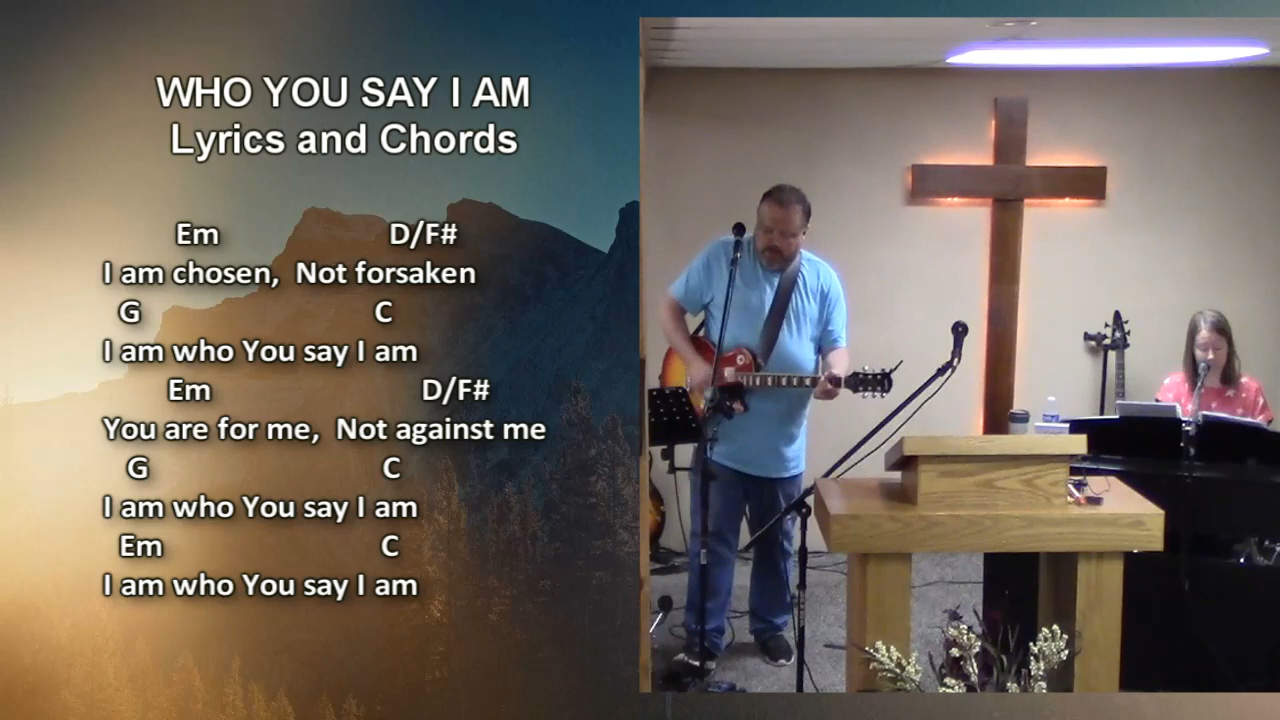 WHO YOU SAY I AM
Lyrics and Chords
Em D/F#
I am chosen, Not forsaken
G C
I am who You say I am
Em D/F#
You are for me, Not against me
G C
I am who You say I am
Em C
I am who You say I am